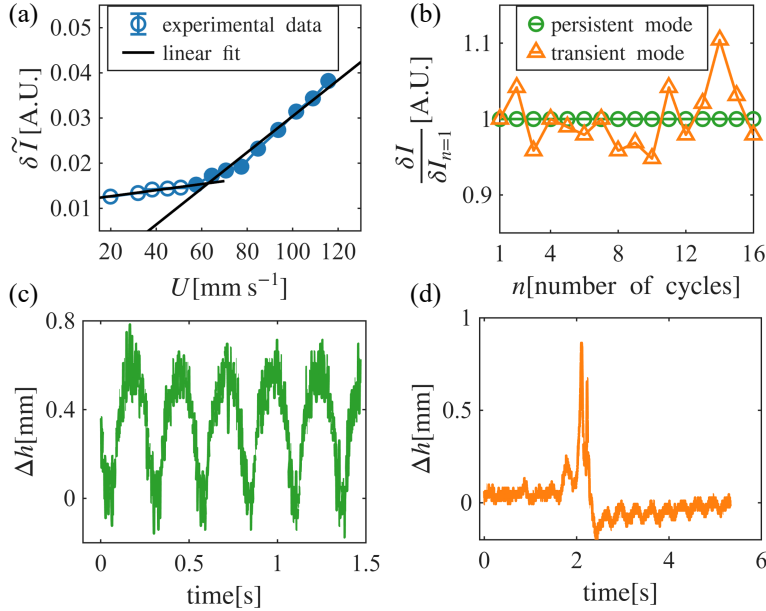 (a)
0.05
0.04
0.03
0.02
0.01
δĨ[A.U.]
experimental data
linear fit
20 40 60 80 100 120
U[mm s⁻¹]
(b)
1.1
1
0.9
δI/δIₙ₌₁ [A.U.]
persistent mode
transient mode
1 4 8 12 16
n[number of cycles]
(c)
0.8
0.4
0
Δh[mm]
0 0.5 1 1.5
time[s]
(d)
1
0.5
0
Δh[mm]
0 2 4 6
time[s]